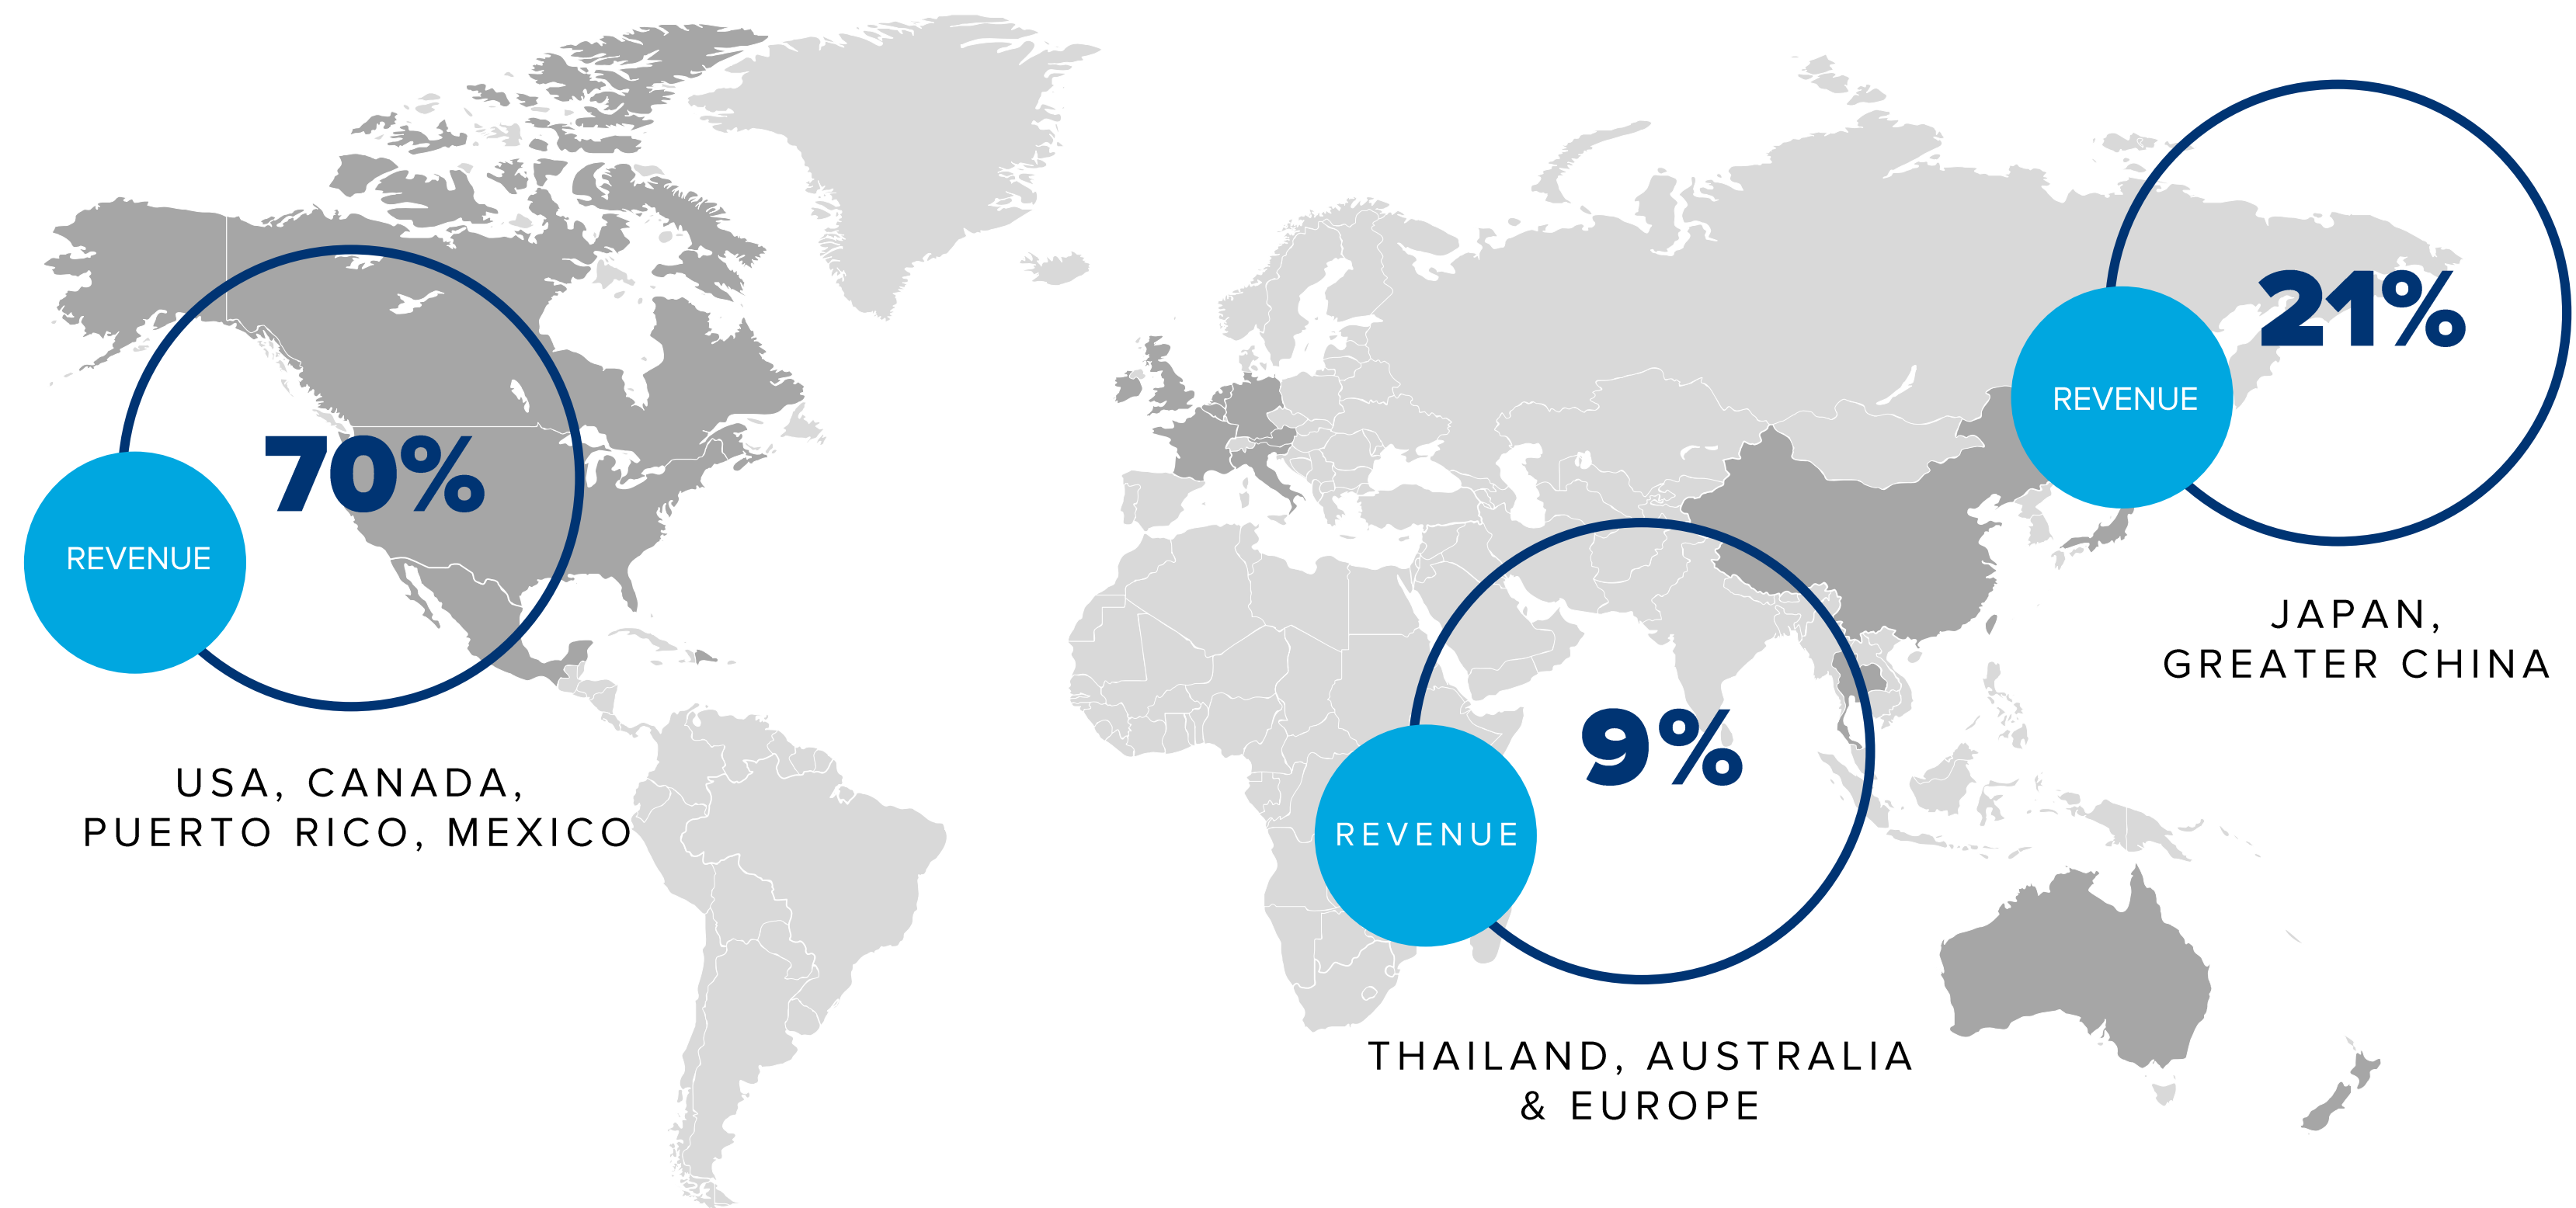 70%
REVENUE
USA, CANADA,
PUERTO RICO, MEXICO
9%
REVENUE
THAILAND, AUSTRALIA
& EUROPE
21%
REVENUE
JAPAN,
GREATER CHINA